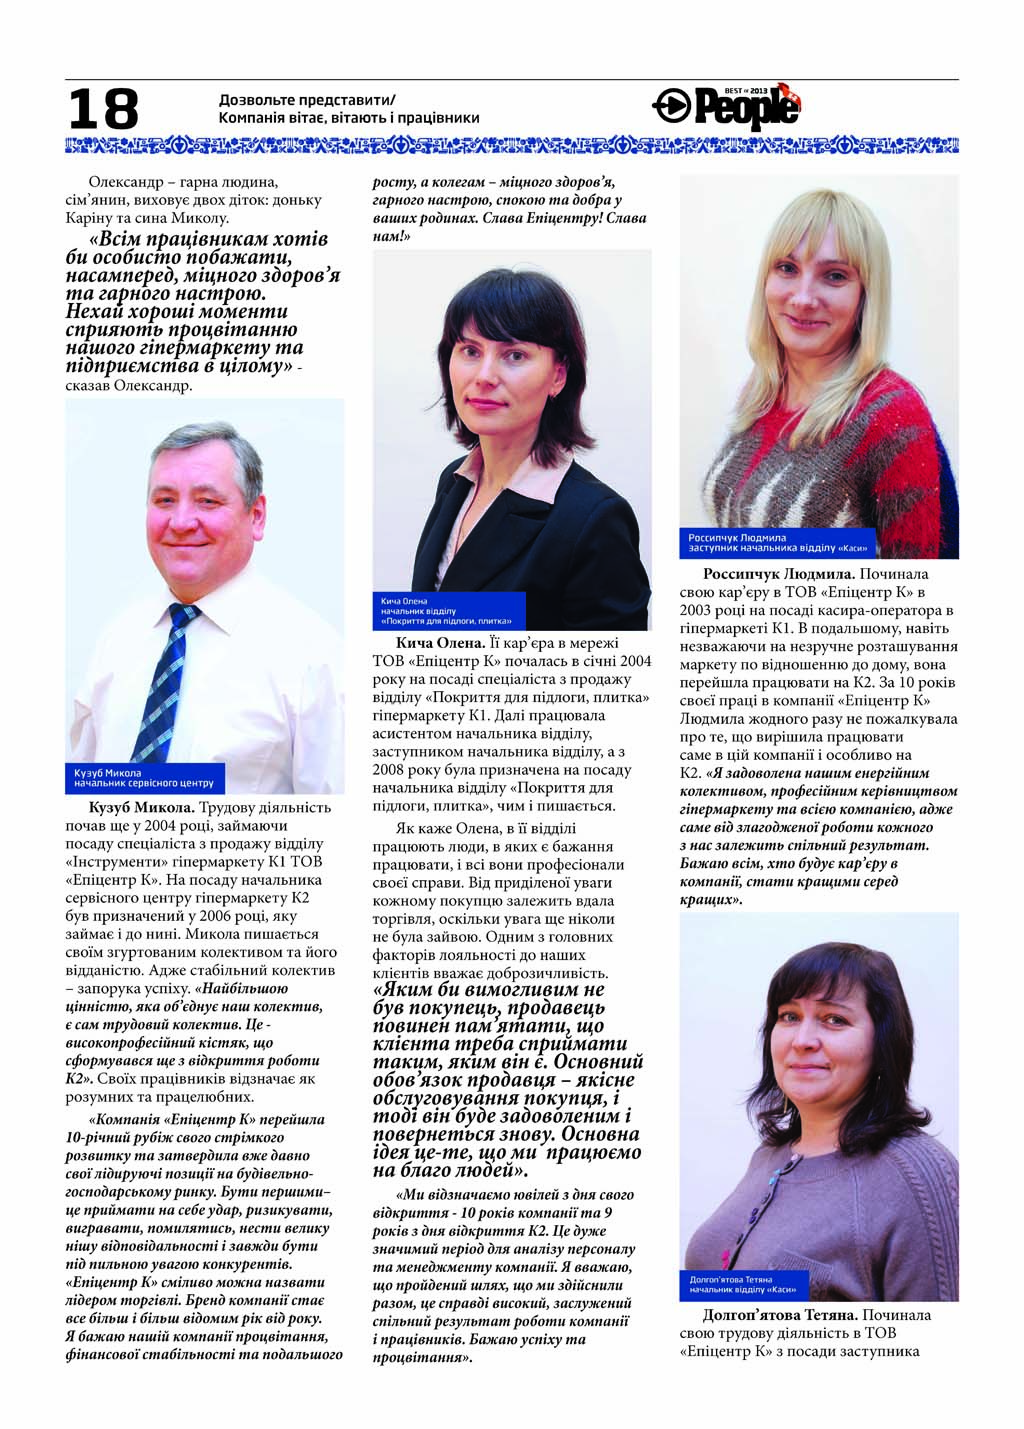 18
Дозвольте представити/
Компанія вітає, вітають і працівники
BEST OF 2013
People
Олександр – гарна людина,
сім’янин, виховує двох діток: доньку
Каріну та сина Миколу.
«Всім працівникам хотів
би особисто побажати,
насамперед, міцного здоров’я
та гарного настрою.
Нехай хороші моменти
сприяють процвітанню
нашого гіпермаркету та
підприємства в цілому» -
сказав Олександр.
Кузуб Микола
начальник сервісного центру
Кузуб Микола. Трудову діяльність
почав ще у 2004 році, займаючи
посаду спеціаліста з продажу відділу
«Інструменти» гіпермаркету К1 ТОВ
«Епіцентр К». На посаду начальника
сервісного центру гіпермаркету К2
був призначений у 2006 році, яку
займає і до нині. Микола пишається
своїм згуртованим колективом та його
відданістю. Адже стабільний колектив
– запорука успіху. «Найбільшою
цінністю, яка об’єднує наш колектив,
є сам трудовий колектив. Це -
високопрофесійний кістяк, що
сформувався ще з відкриття роботи
К2». Своїх працівників відзначає як
розумних та працелюбних.
«Компанія «Епіцентр К» перейшла
10-річний рубіж свого стрімкого
розвитку та затвердила вже давно
свої лідируючі позиції на будівельно-
господарському ринку. Бути першими–
це приймати на себе удар, ризикувати,
вигравати, помилятись, нести велику
нішу відповідальності і завжди бути
під пильною увагою конкурентів.
«Епіцентр К» сміливо можна назвати
лідером торгівлі. Бренд компанії стає
все більш і більш відомим рік від року.
Я бажаю нашій компанії процвітання,
фінансової стабільності та подальшого
росту, а колегам – міцного здоров’я,
гарного настрою, спокою та добра у
ваших родинах. Слава Епіцентру! Слава
нам!»
Кича Олена
начальник відділу
«Покриття для підлоги, плитка»
Кича Олена. Її кар’єра в мережі
ТОВ «Епіцентр К» почалась в січні 2004
року на посаді спеціаліста з продажу
відділу «Покриття для підлоги, плитка»
гіпермаркету К1. Далі працювала
асистентом начальника відділу,
заступником начальника відділу, а з
2008 року була призначена на посаду
начальника відділу «Покриття для
підлоги, плитка», чим і пишається.
Як каже Олена, в її відділі
працюють люди, в яких є бажання
працювати, і всі вони професіонали
своєї справи. Від приділеної уваги
кожному покупцю залежить вдала
торгівля, оскільки увага ще ніколи
не була зайвою. Одним з головних
факторів лояльності до наших
клієнтів вважає доброзичливість.
«Яким би вимогливим не
був покупець, продавець
повинен пам’ятати, що
клієнта треба сприймати
таким, яким він є. Основний
обов’язок продавця – якісне
обслуговування покупця, і
тоді він буде задоволеним і
повернеться знову. Основна
ідея це-те, що ми працюємо
на благо людей».
«Ми відзначаємо ювілей з дня свого
відкриття - 10 років компанії та 9
років з дня відкриття К2. Це дуже
значимий період для аналізу персоналу
та менеджменту компанії. Я вважаю,
що пройдений шлях, що ми здійснили
разом, це справді високий, заслужений
спільний результат роботи компанії
і працівників. Бажаю успіху та
процвітання».
Россипчук Людмила
заступник начальника відділу «Каси»
Россипчук Людмила. Починала
свою кар’єру в ТОВ «Епіцентр К» в
2003 році на посаді касира-оператора в
гіпермаркеті К1. В подальшому, навіть
незважаючи на незручне розташування
маркету по відношенню до дому, вона
перейшла працювати на К2. За 10 років
своєї праці в компанії «Епіцентр К»
Людмила жодного разу не пожалкувала
про те, що вирішила працювати
саме в цій компанії і особливо на
К2. «Я задоволена нашим енергійним
колективом, професійним керівництвом
гіпермаркету та всією компанією, адже
саме від злагодженої роботи кожного
з нас залежить спільний результат.
Бажаю всім, хто будує кар’єру в
компанії, стати кращими серед
кращих».
Долгоп’ятова Тетяна
начальник відділу «Каси»
Долгоп’ятова Тетяна. Починала
свою трудову діяльність в ТОВ
«Епіцентр К» з посади заступника